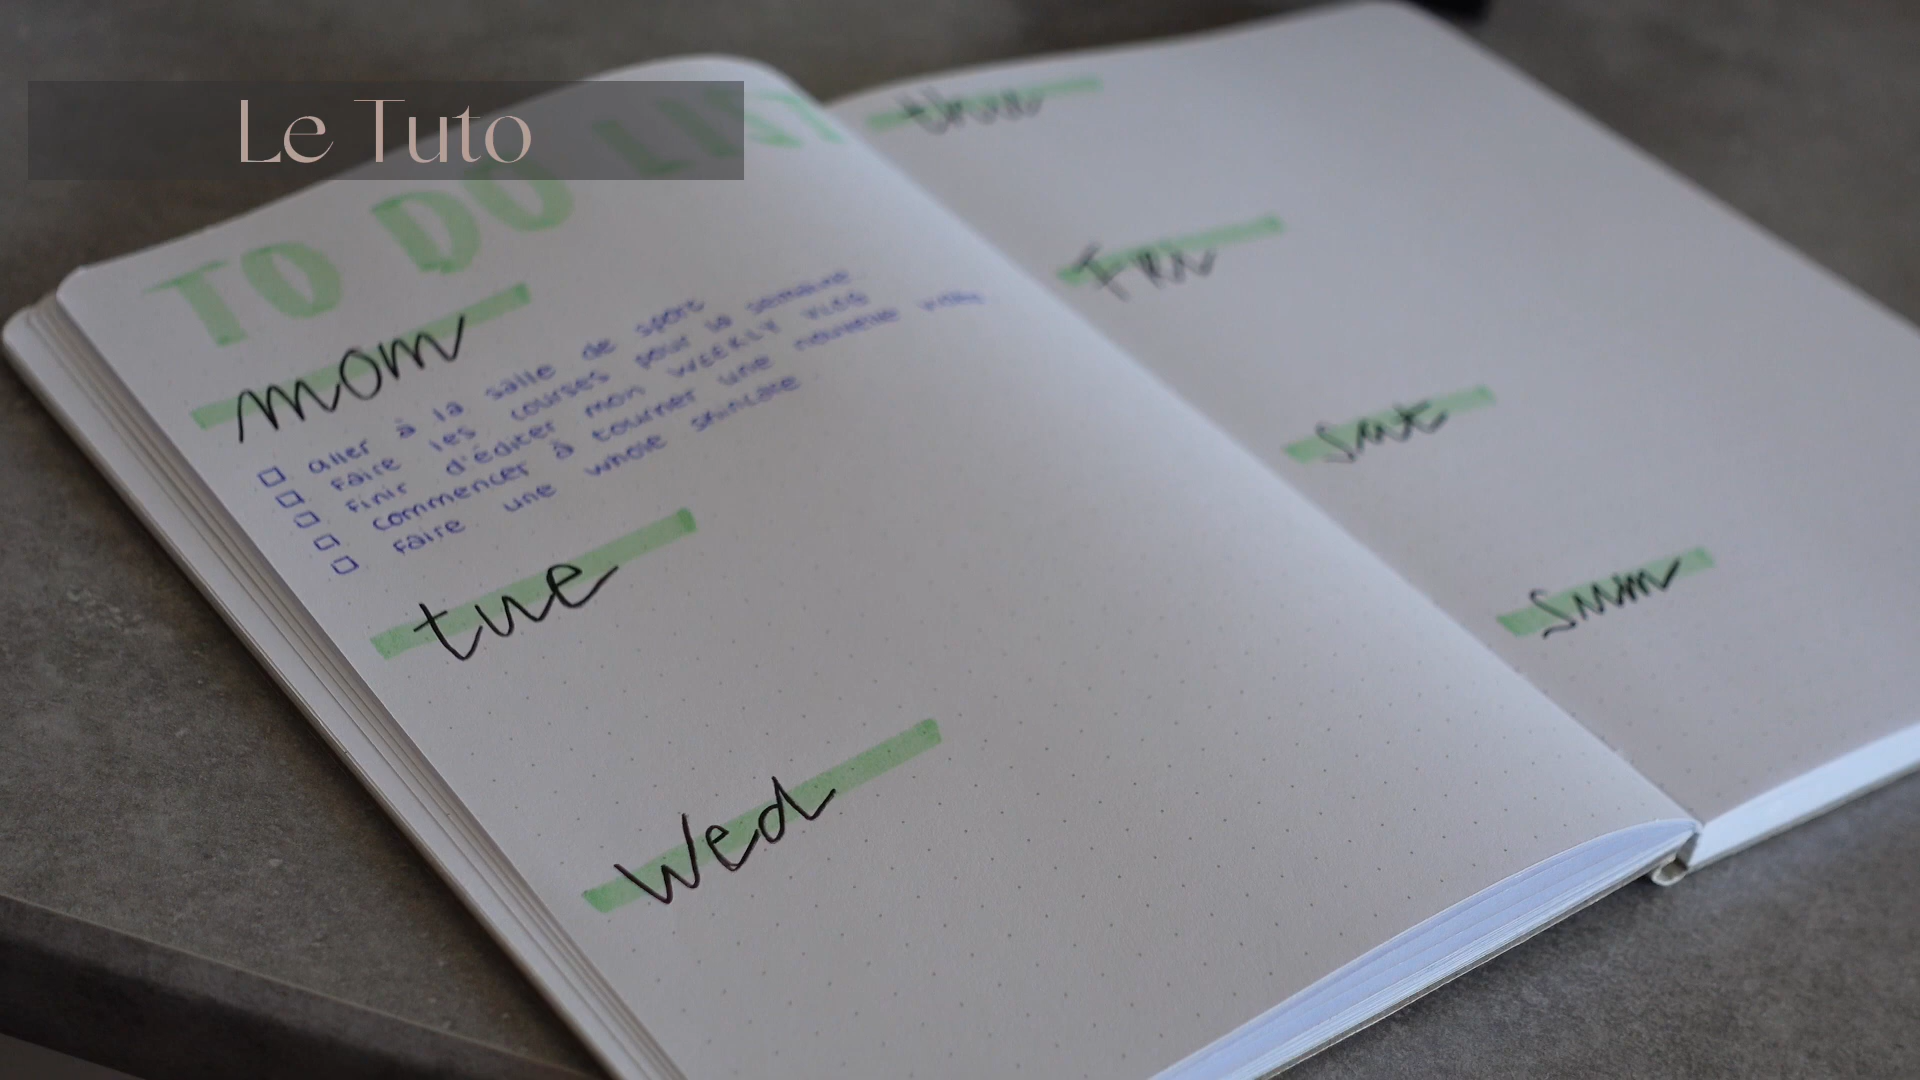 Le Tuto
TO DO LIST
mon
aller à la salle de sport
faire les courses pour la semaine
finir d'éditer mon WEEKLY VLOG
commencer à tourner une nouvelle vidéo
faire une whole skincare
tue
Wed
thu
FRI
sat
sun